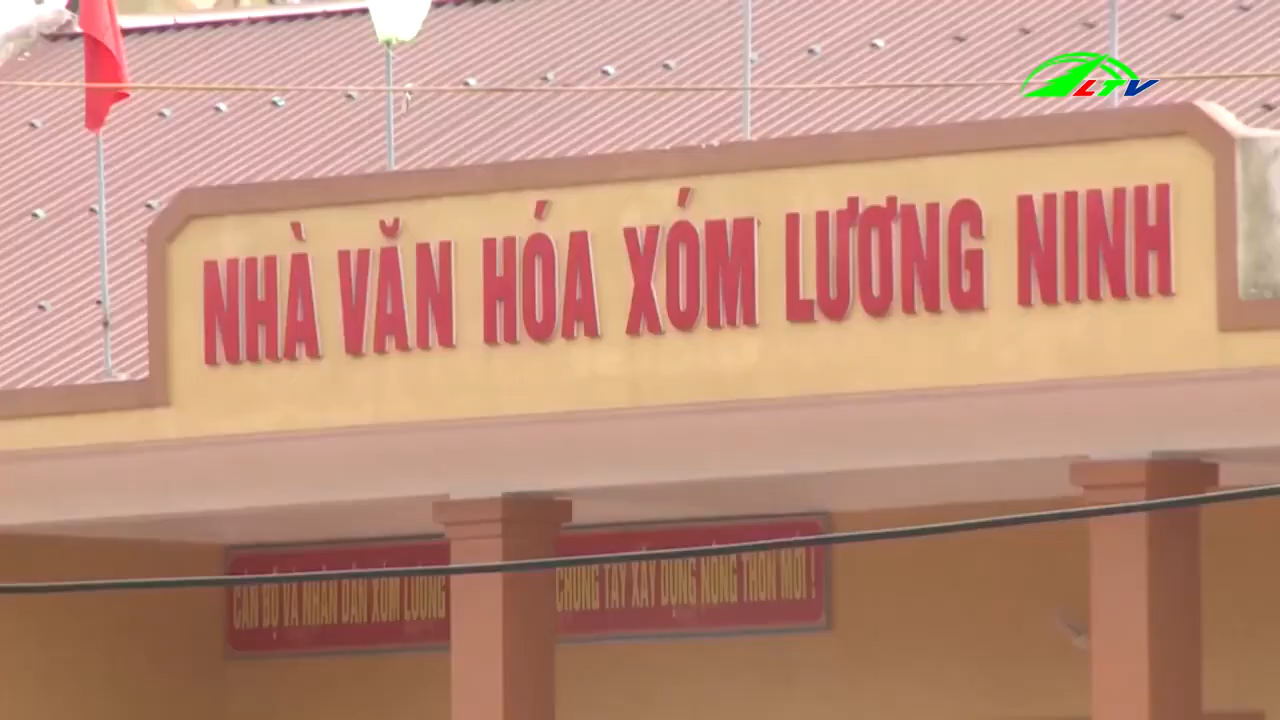 LTV
NHÀ VĂN HÓA XÓM LƯƠNG NINH
CÁN BỘ VÀ NHÂN DÂN XÓM LƯƠNG CHUNG TAY XÂY DỰNG NÔNG THÔN MỚI !